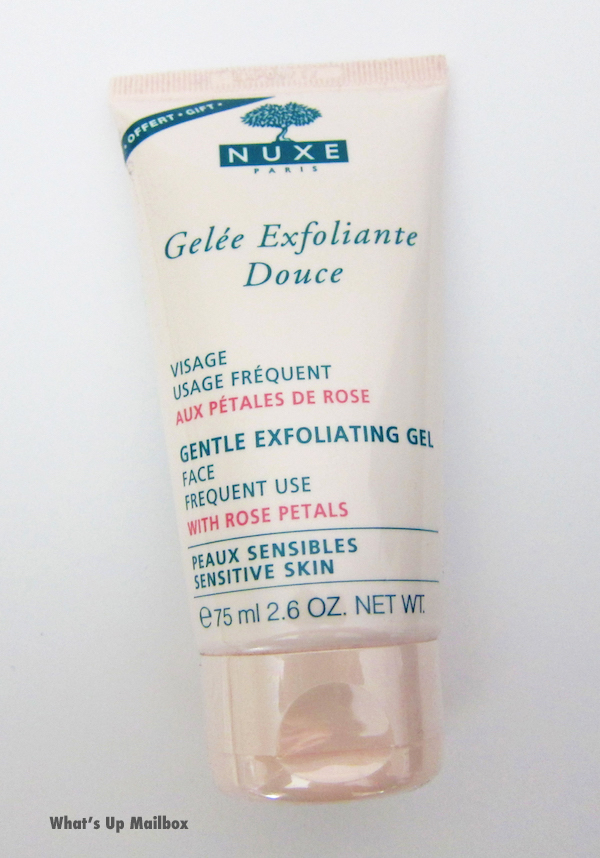 • OFFERT • GIFT •
NUXE
PARIS
Gelée Exfoliante
Douce
VISAGE
USAGE FRÉQUENT
AUX PÉTALES DE ROSE
GENTLE EXFOLIATING GEL
FACE
FREQUENT USE
WITH ROSE PETALS
PEAUX SENSIBLES
SENSITIVE SKIN
℮75 ml 2.6 OZ. NET WT.
What's Up Mailbox